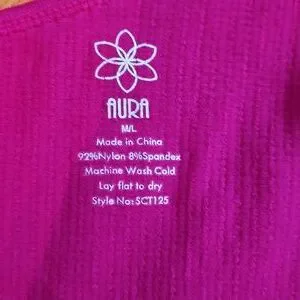 AURA
M/L
Made in China
92%Nylon 8%Spandex
Machine Wash Cold
Lay flat to dry
Style No:SCT125